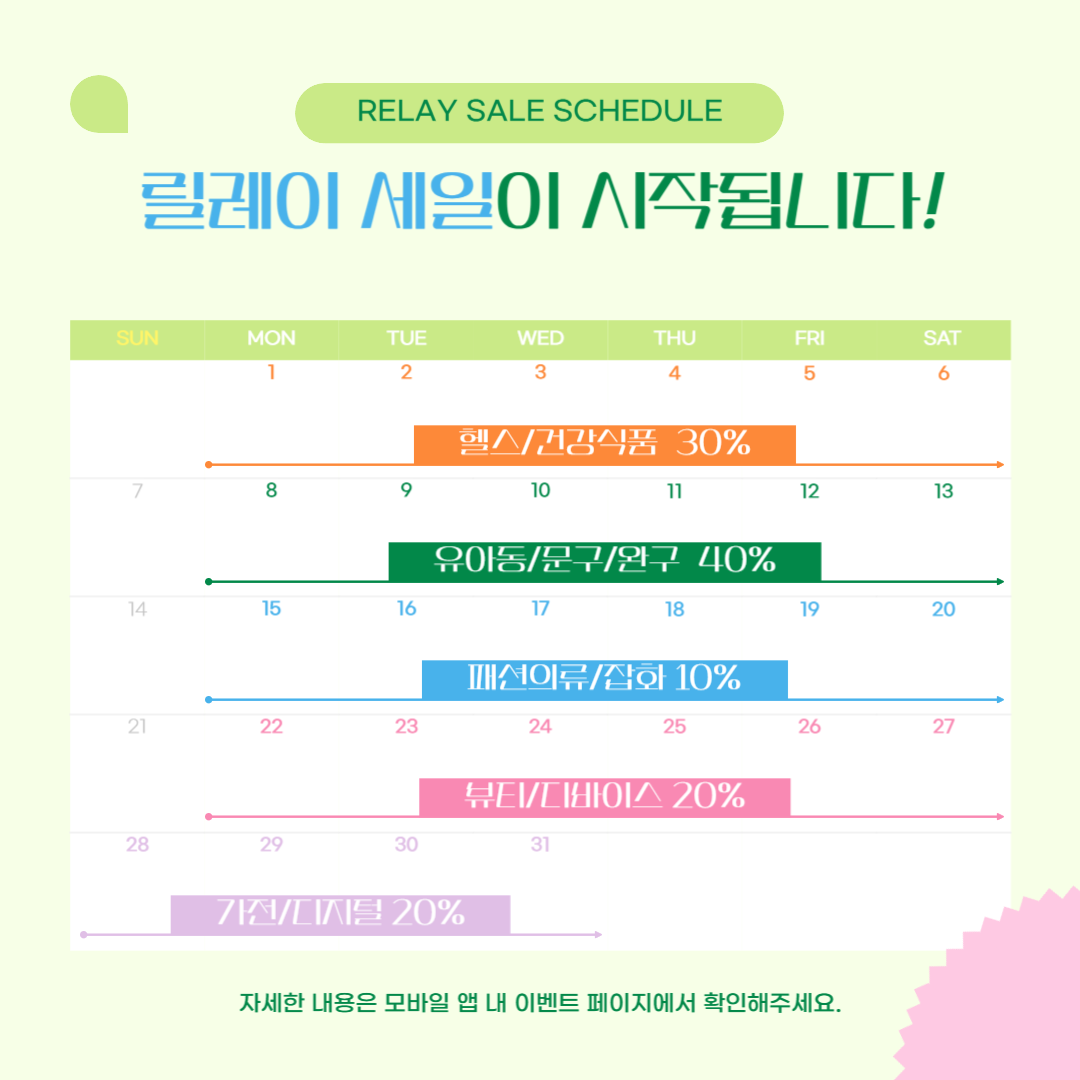 RELAY SALE SCHEDULE
릴레이 세일이 시작됩니다!
SUN MON TUE WED THU FRI SAT
1 2 3 4 5 6
헬스/건강식품 30%
7 8 9 10 11 12 13
유아동/문구/완구 40%
14 15 16 17 18 19 20
패션의류/잡화 10%
21 22 23 24 25 26 27
뷰티/디바이스 20%
28 29 30 31
가전/디지털 20%
자세한 내용은 모바일 앱 내 이벤트 페이지에서 확인해주세요.